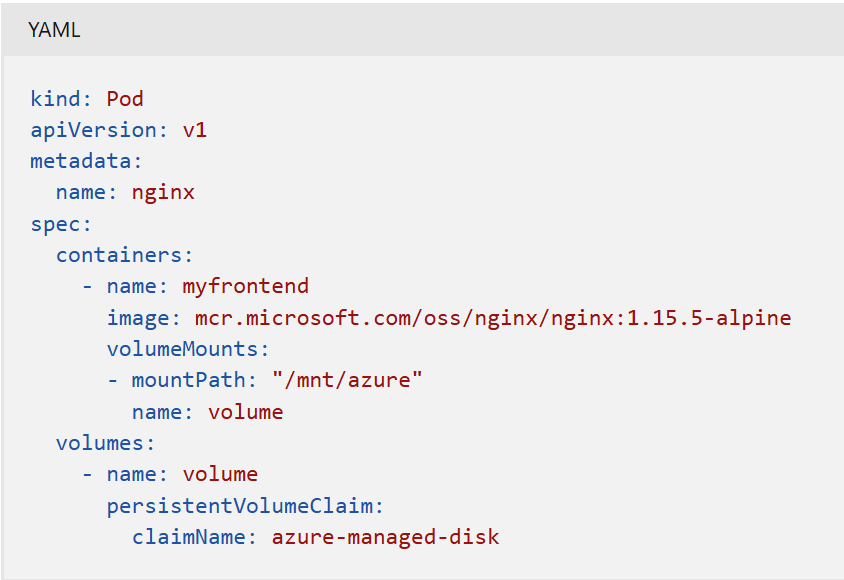 YAML
kind: Pod
apiVersion: v1
metadata:
  name: nginx
spec:
  containers:
    - name: myfrontend
      image: mcr.microsoft.com/oss/nginx/nginx:1.15.5-alpine
      volumeMounts:
      - mountPath: "/mnt/azure"
        name: volume
  volumes:
    - name: volume
      persistentVolumeClaim:
        claimName: azure-managed-disk